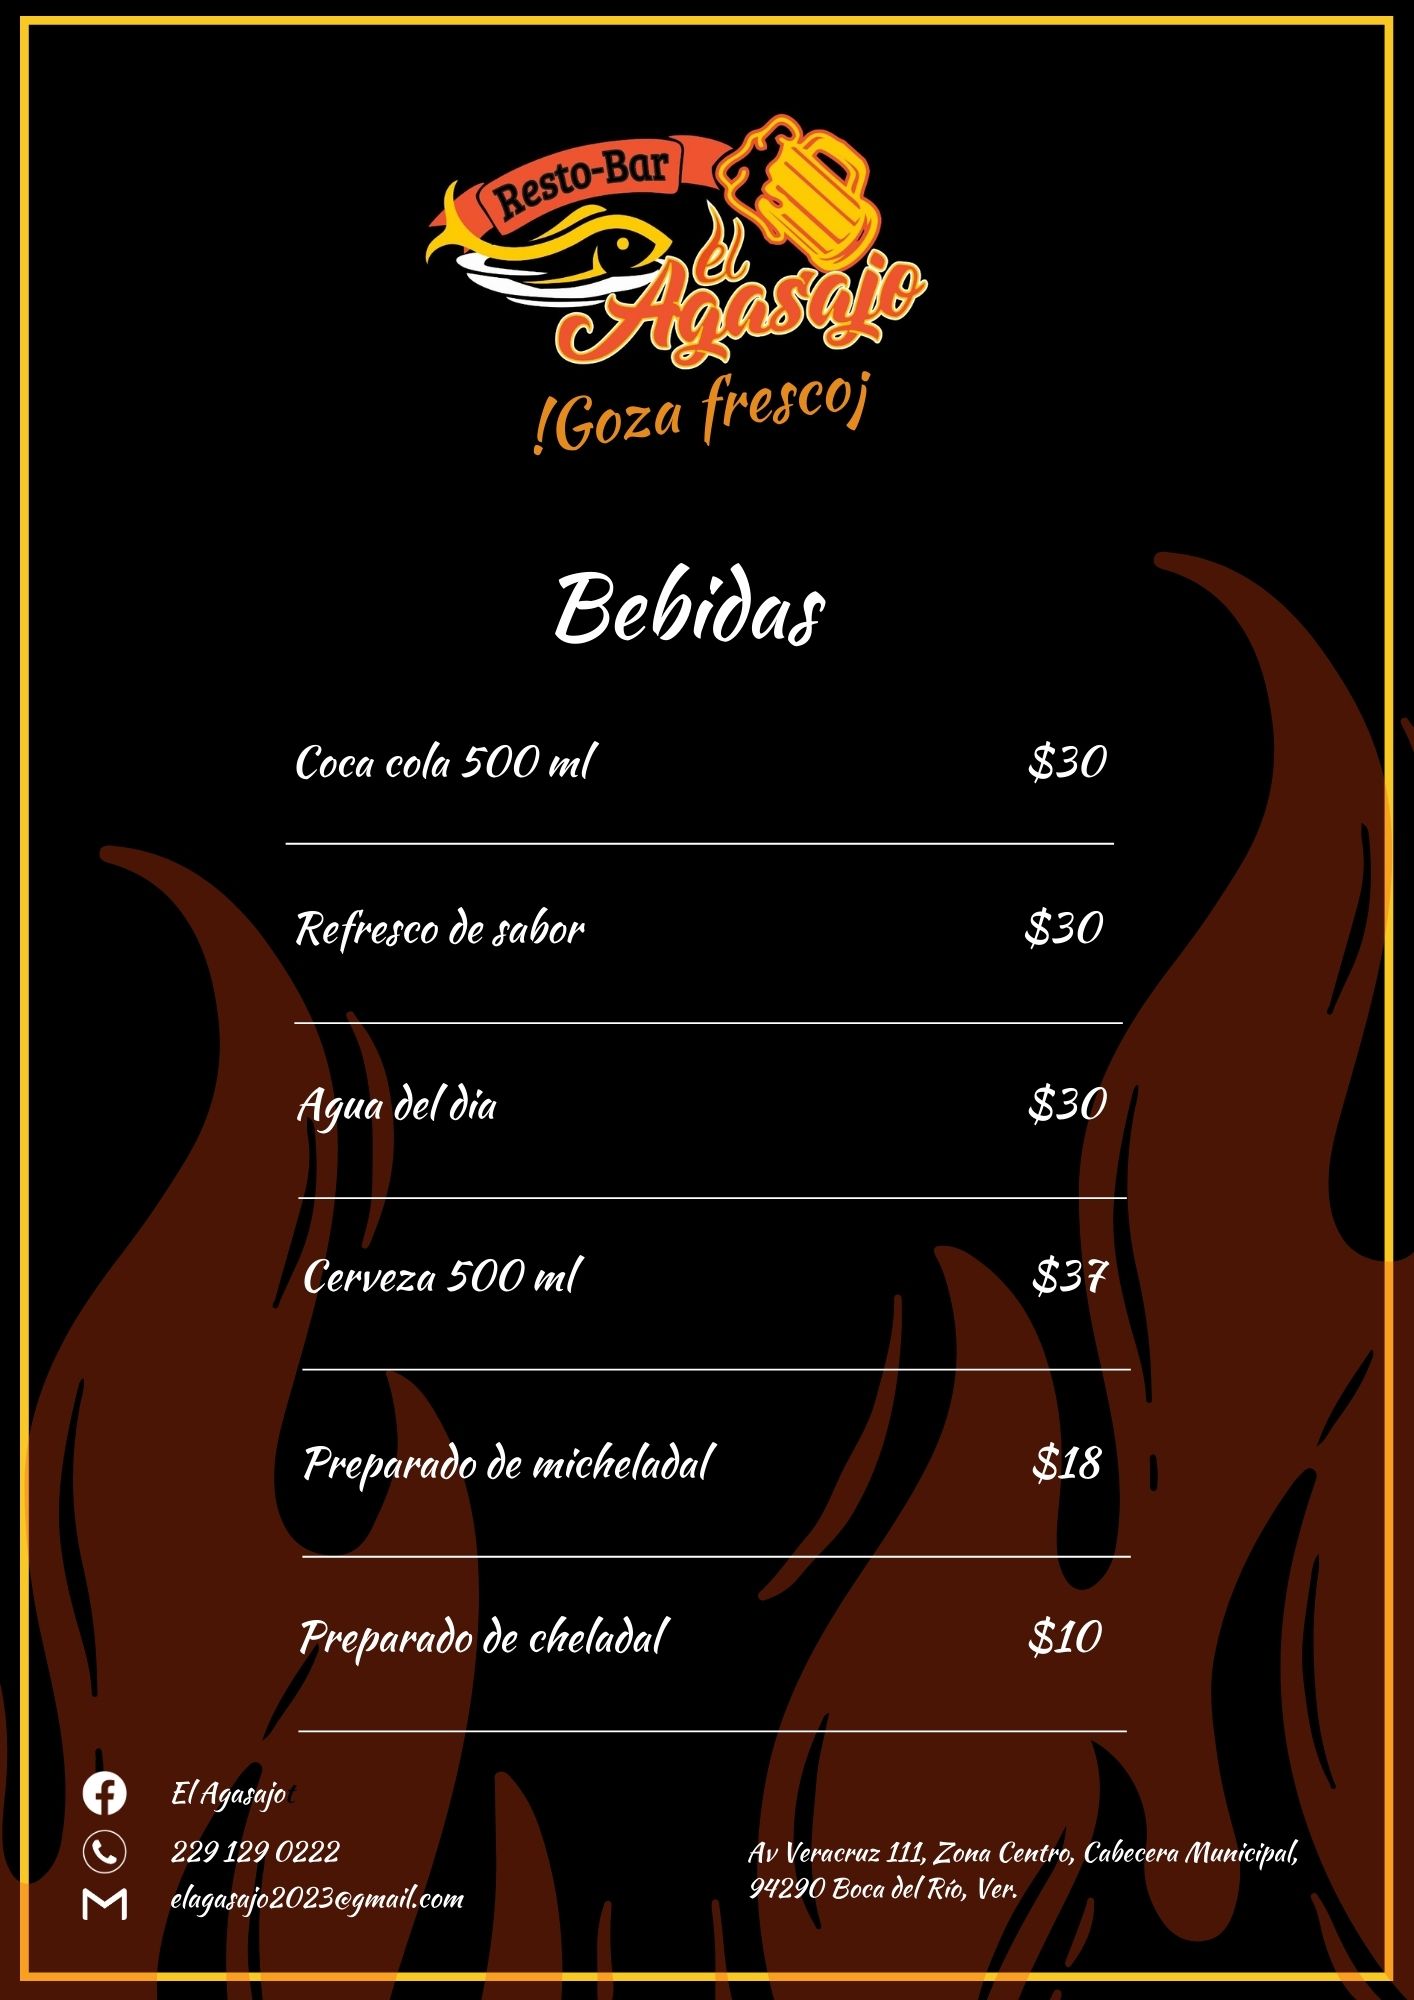 Resto-Bar
el
Agasajo
!Goza fresco¡
Bebidas
Coca cola 500 ml $30
Refresco de sabor $30
Agua del dia $30
Cerveza 500 ml $37
Preparado de micheladal $18
Preparado de cheladal $10
El Agasajot
229 129 0222
elagasajo2023@gmail.com
Av Veracruz 111, Zona Centro, Cabecera Municipal,
94290 Boca del Río, Ver.